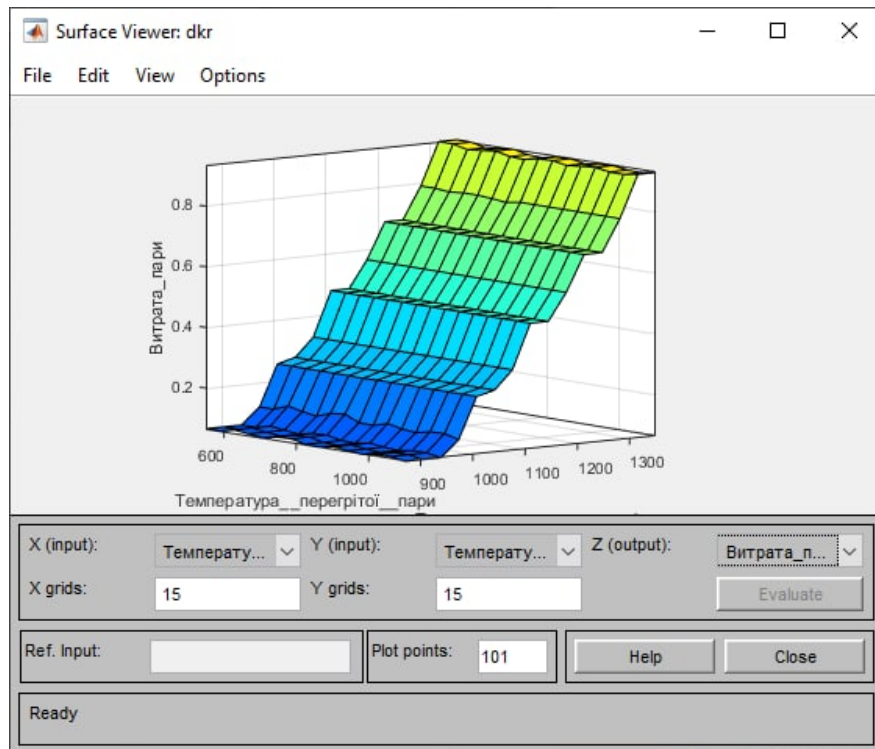 Surface Viewer: dkr
File Edit View Options
0.8
0.6
0.4
0.2
Витрата_пари
600
800
1000
900
1000
1100
1200
1300
Температура__перегрітої__пари
X (input): Температу... Y (input): Температу... Z (output): Витрата_п...
X grids: 15 Y grids: 15 Evaluate
Ref. Input: Plot points: 101 Help Close
Ready